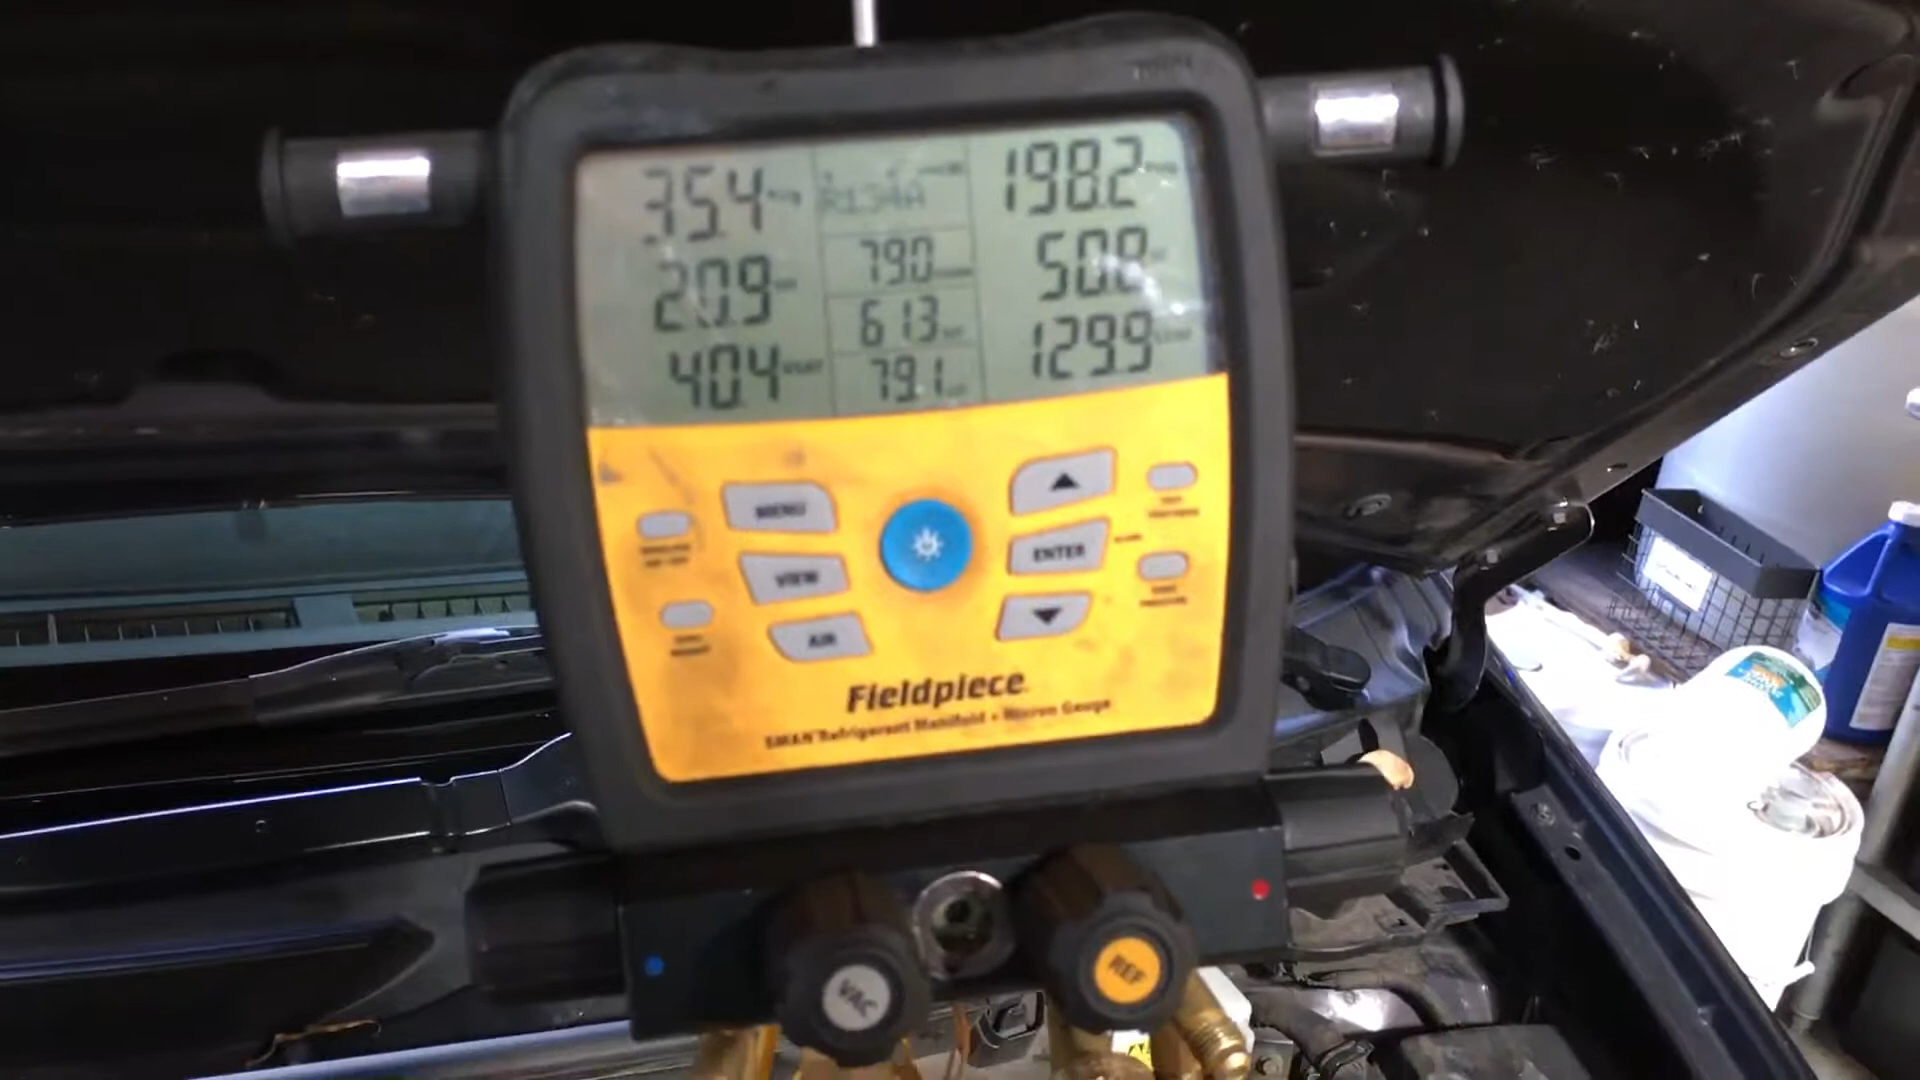 35.4
R134A
198.2
20.9
79.0
50.8
61.3
40.4
79.1
129.9
MENU
VIEW
ENTER
AIR
Fieldpiece
SMAN Refrigerant Manifold + Micron Gauge
VAC
REF